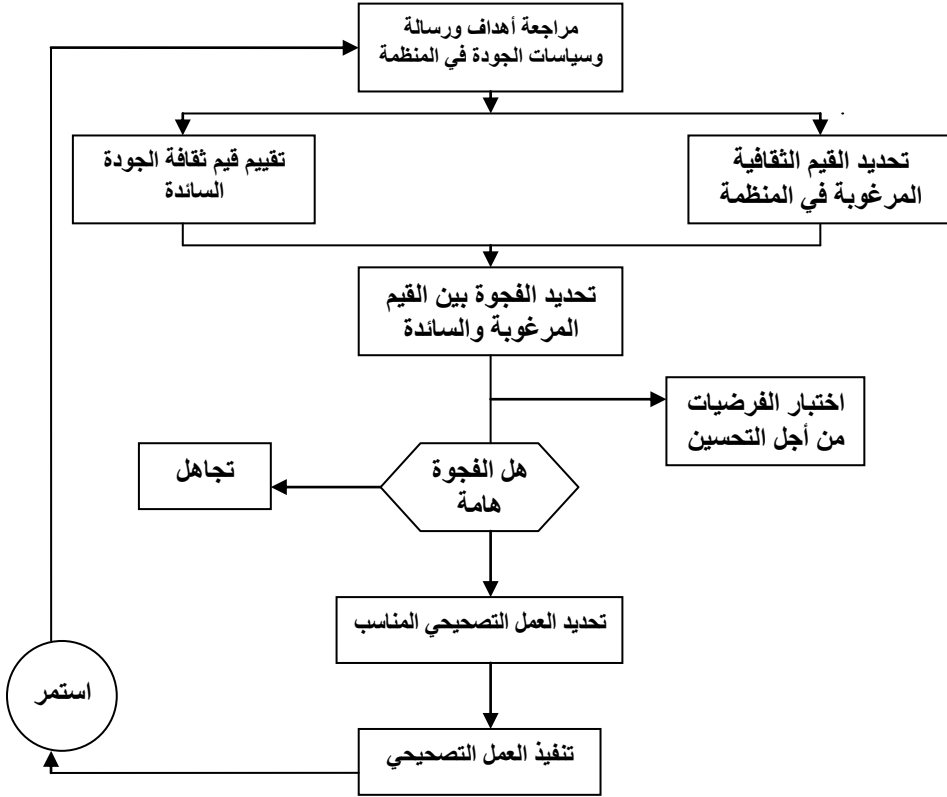 مراجعة أهداف ورسالة
وسياسات الجودة في المنظمة
تحديد القيم الثقافية
المرغوبة في المنظمة
تقييم قيم ثقافة الجودة
السائدة
تحديد الفجوة بين القيم
المرغوبة والسائدة
اختبار الفرضيات
من أجل التحسين
هل الفجوة
هامة
تجاهل
تحديد العمل التصحيحي المناسب
استمر
تنفيذ العمل التصحيحي